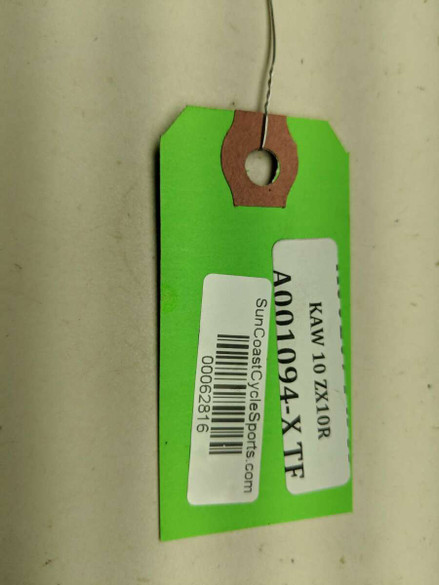 KAW 10 ZX10R
A001094-X TF
SunCoastCycleSports.com
00062816